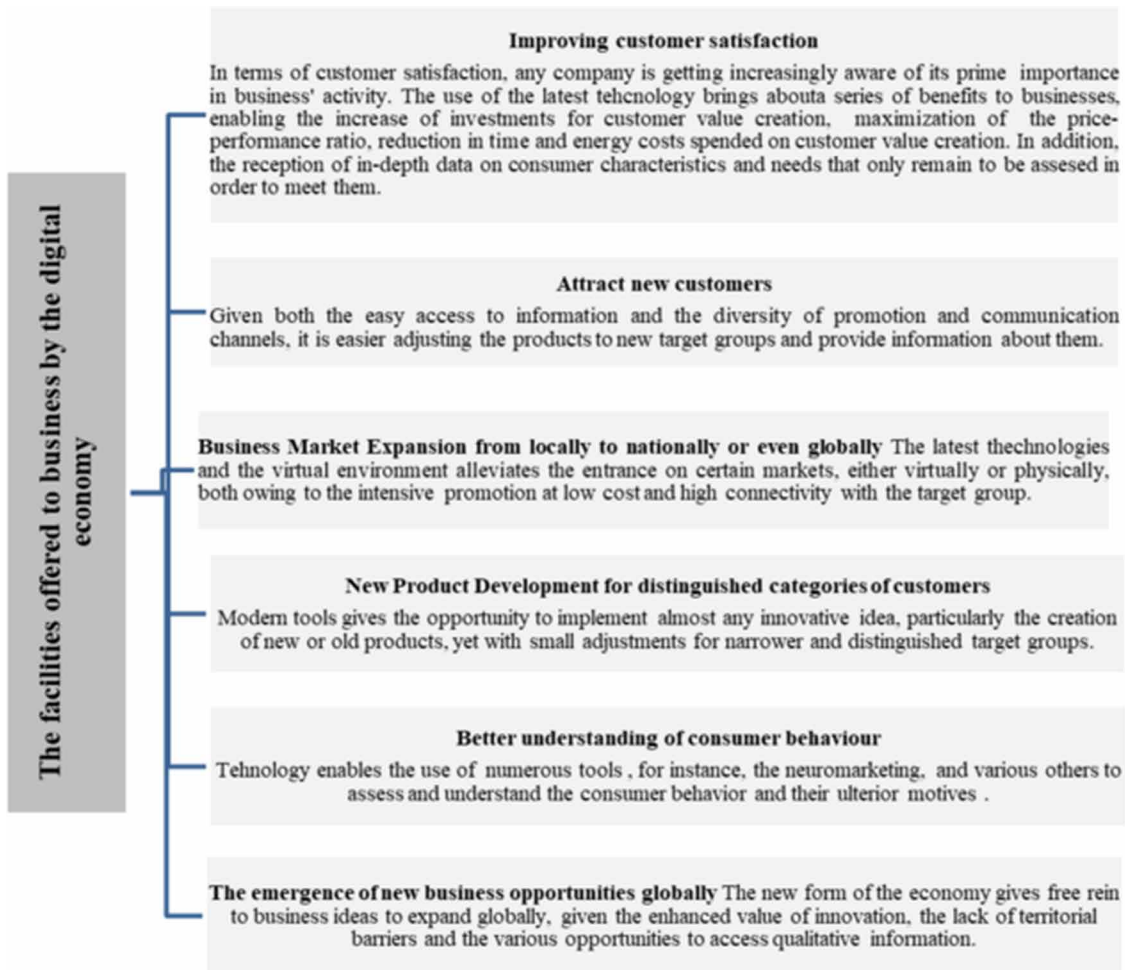 The facilities offered to business by the digital
economy
Improving customer satisfaction
In terms of customer satisfaction, any company is getting increasingly aware of its prime importance
in business' activity. The use of the latest tehcnology brings abouta series of benefits to businesses,
enabling the increase of investments for customer value creation, maximization of the price-
performance ratio, reduction in time and energy costs spended on customer value creation. In addition,
the reception of in-depth data on consumer characteristics and needs that only remain to be assesed in
order to meet them.
Attract new customers
Given both the easy access to information and the diversity of promotion and communication
channels, it is easier adjusting the products to new target groups and provide information about them.
Business Market Expansion from locally to nationally or even globally The latest thechnologies
and the virtual environment alleviates the entrance on certain markets, either virtually or physically,
both owing to the intensive promotion at low cost and high connectivity with the target group.
New Product Development for distinguished categories of customers
Modern tools gives the opportunity to implement almost any innovative idea, particularly the creation
of new or old products, yet with small adjustments for narrower and distinguished target groups.
Better understanding of consumer behaviour
Tehnology enables the use of numerous tools , for instance, the neuromarketing, and various others to
assess and understand the consumer behavior and their ulterior motives .
The emergence of new business opportunities globally The new form of the economy gives free rein
to business ideas to expand globally, given the enhanced value of innovation, the lack of territorial
barriers and the various opportunities to access qualitative information.